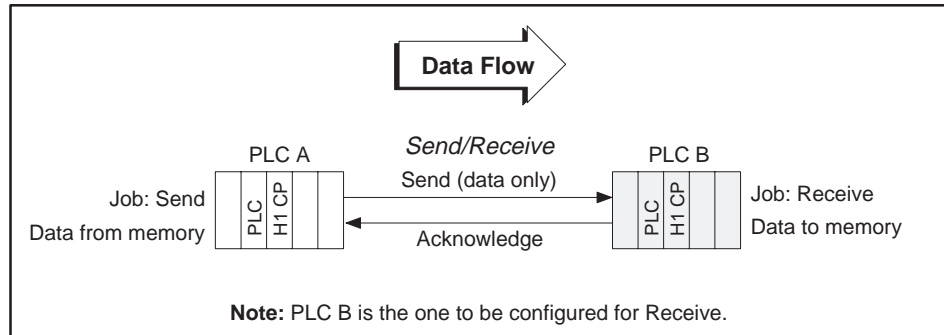 Data Flow
Send/Receive
PLC A
PLC B
Send (data only)
Job: Send
Data from memory
PLC
H1 CP
Acknowledge
PLC
H1 CP
Job: Receive
Data to memory
Note: PLC B is the one to be configured for Receive.